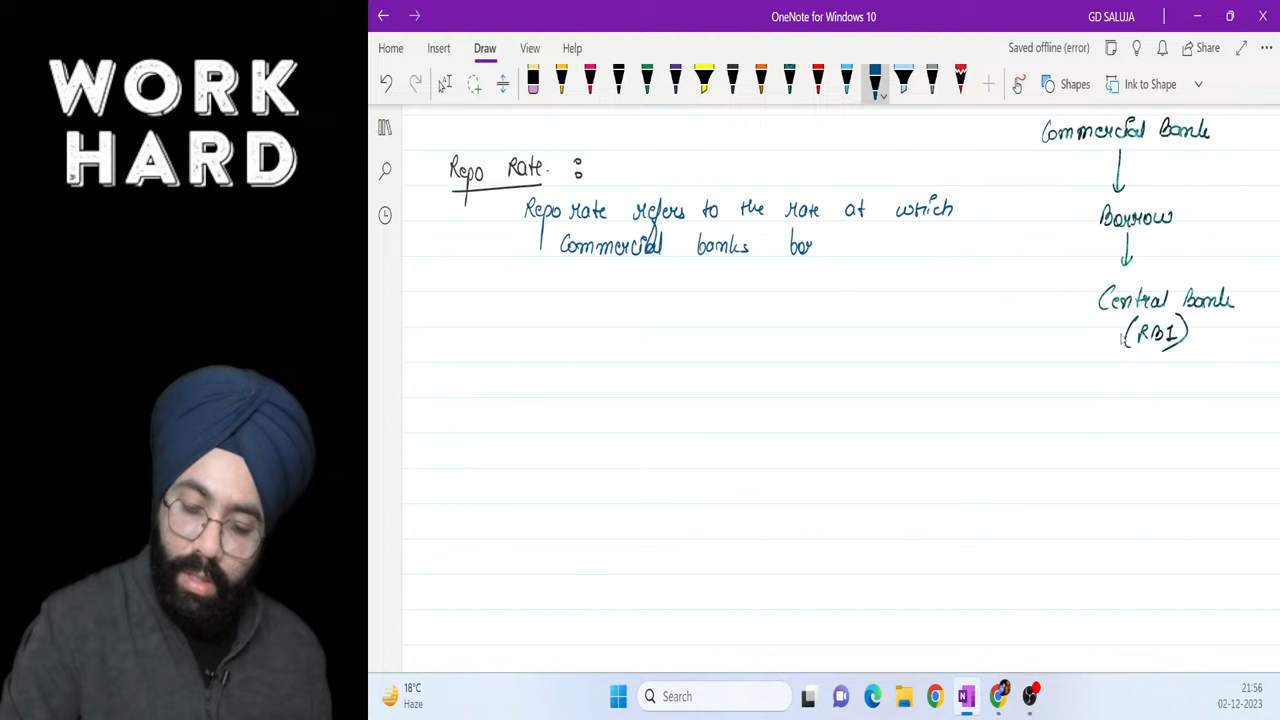 WORK
HARD
OneNote for Windows 10
GD SALUJA
Home
Insert
Draw
View
Help
Saved offline (error)
Share
Shapes
Ink to Shape
Commercial Bank
Repo Rate :
Borrow
Repo rate refers to the rate at which
Commercial banks bor
Central Bank
(RBI)
18°C
Haze
Search
21:56
02-12-2023